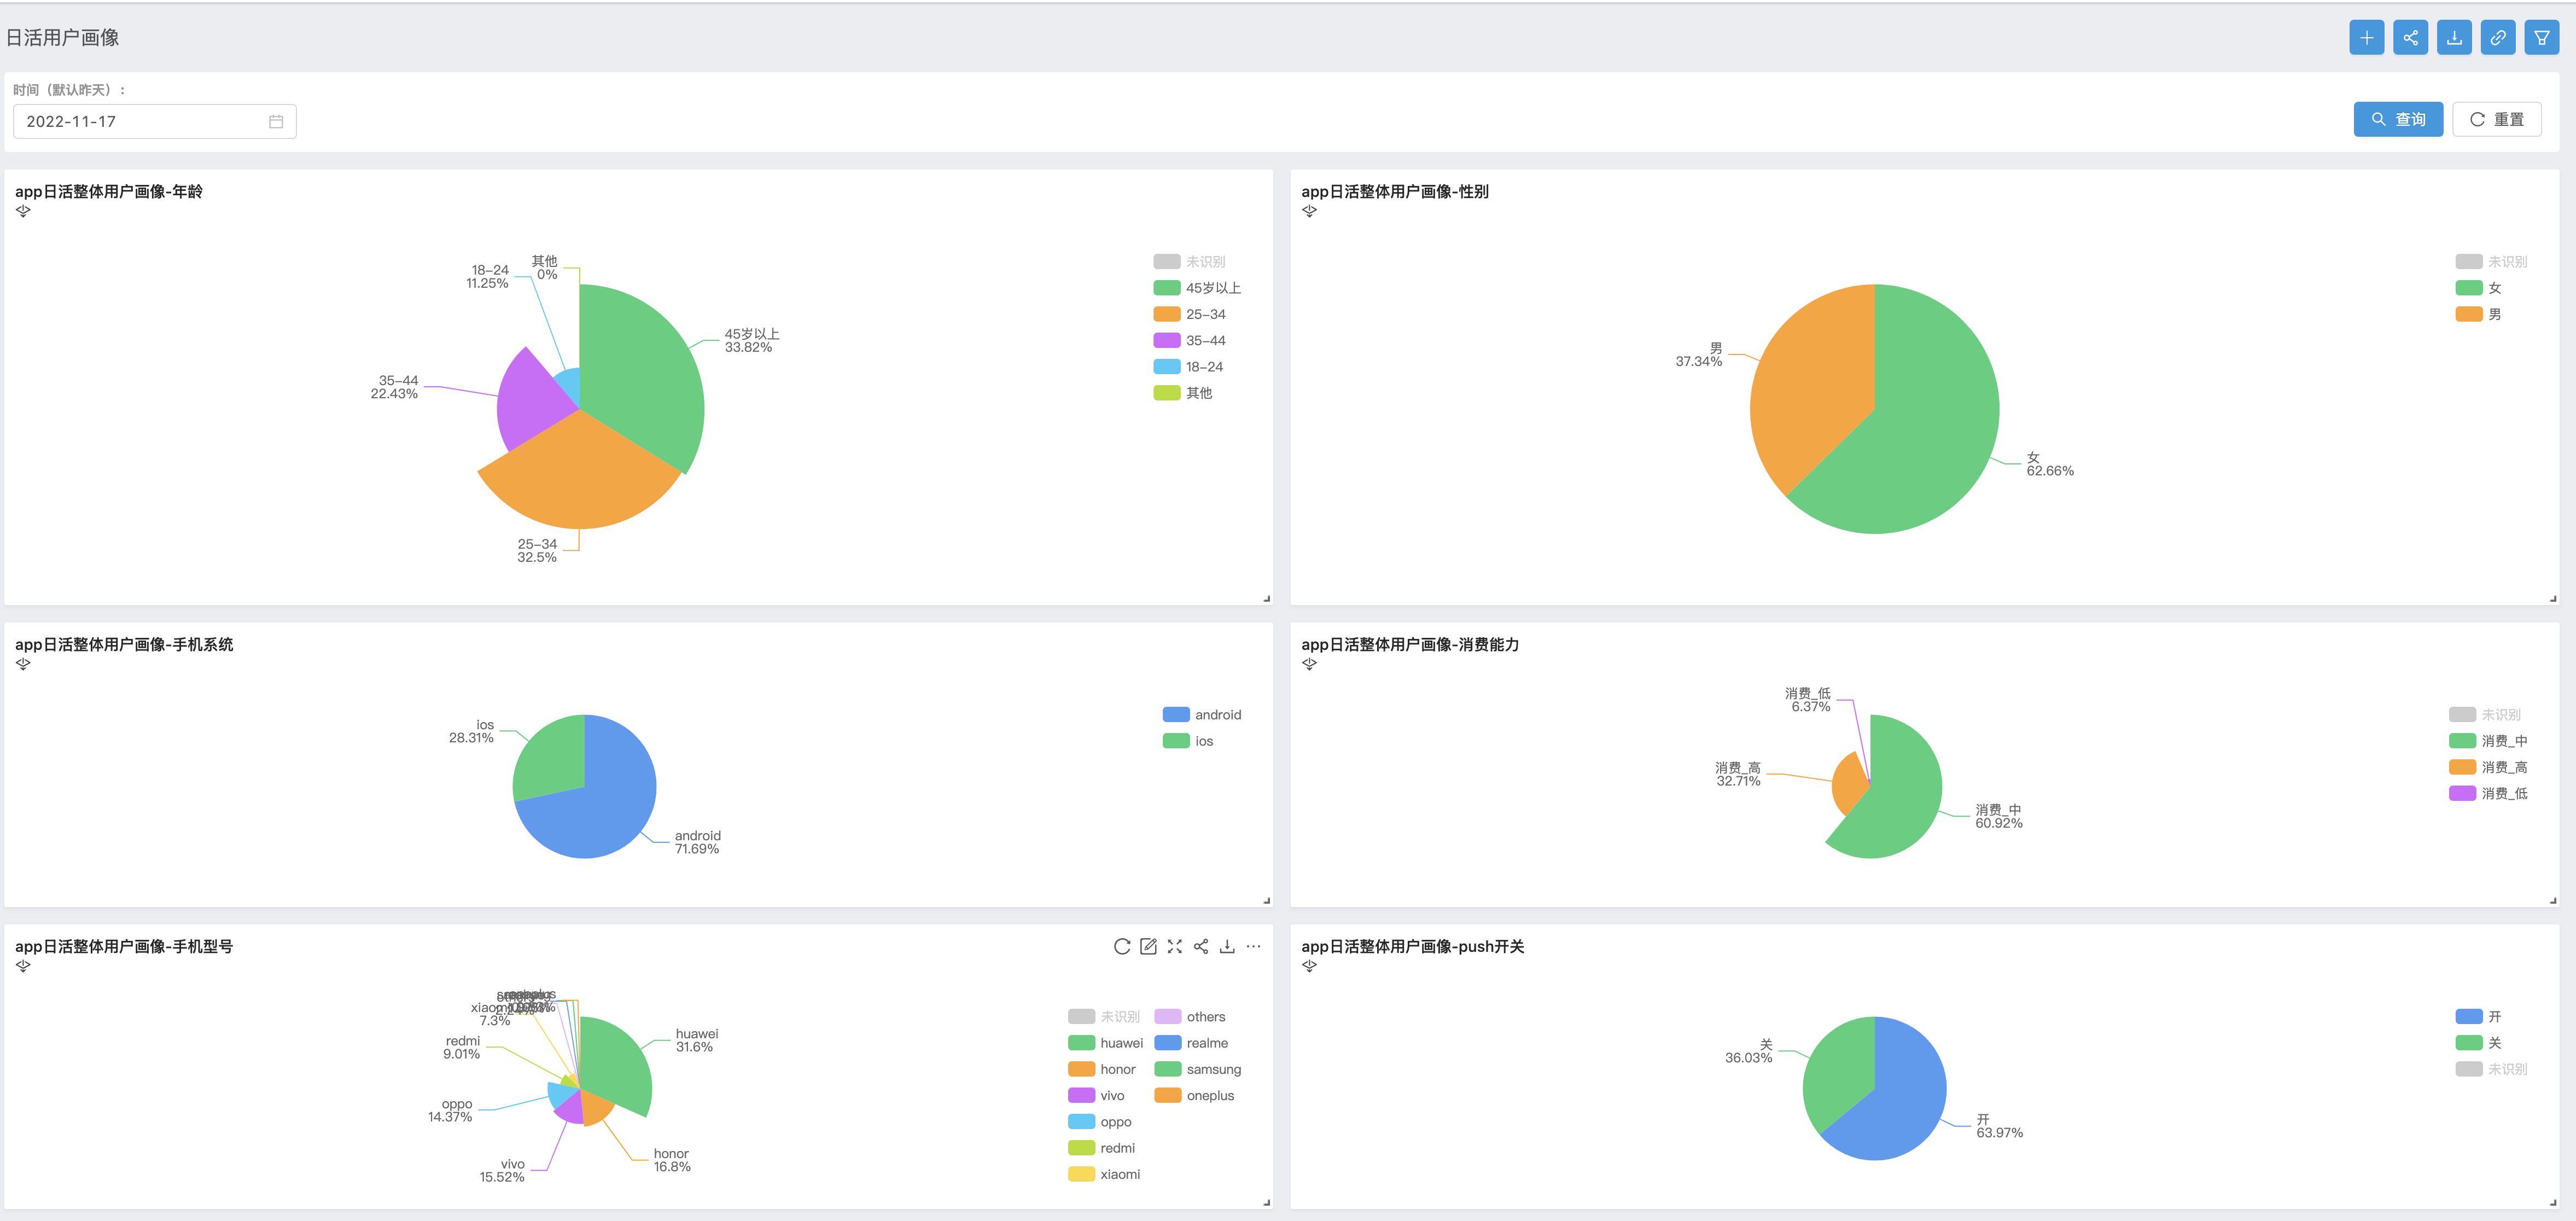 日活用户画像
时间（默认昨天）：
2022-11-17
查询
重置
app日活整体用户画像-年龄
其他
0%
18-24
11.25%
45岁以上
33.82%
35-44
22.43%
25-34
32.5%
未识别
45岁以上
25-34
35-44
18-24
其他
app日活整体用户画像-性别
男
37.34%
女
62.66%
未识别
女
男
app日活整体用户画像-手机系统
ios
28.31%
android
71.69%
android
ios
app日活整体用户画像-消费能力
消费_低
6.37%
消费_高
32.71%
消费_中
60.92%
未识别
消费_中
消费_高
消费_低
app日活整体用户画像-手机型号
7.3%
huawei
31.6%
redmi
9.01%
oppo
14.37%
honor
16.8%
vivo
15.52%
未识别
huawei
honor
vivo
oppo
redmi
xiaomi
others
realme
samsung
oneplus
app日活整体用户画像-push开关
关
36.03%
开
63.97%
开
关
未识别